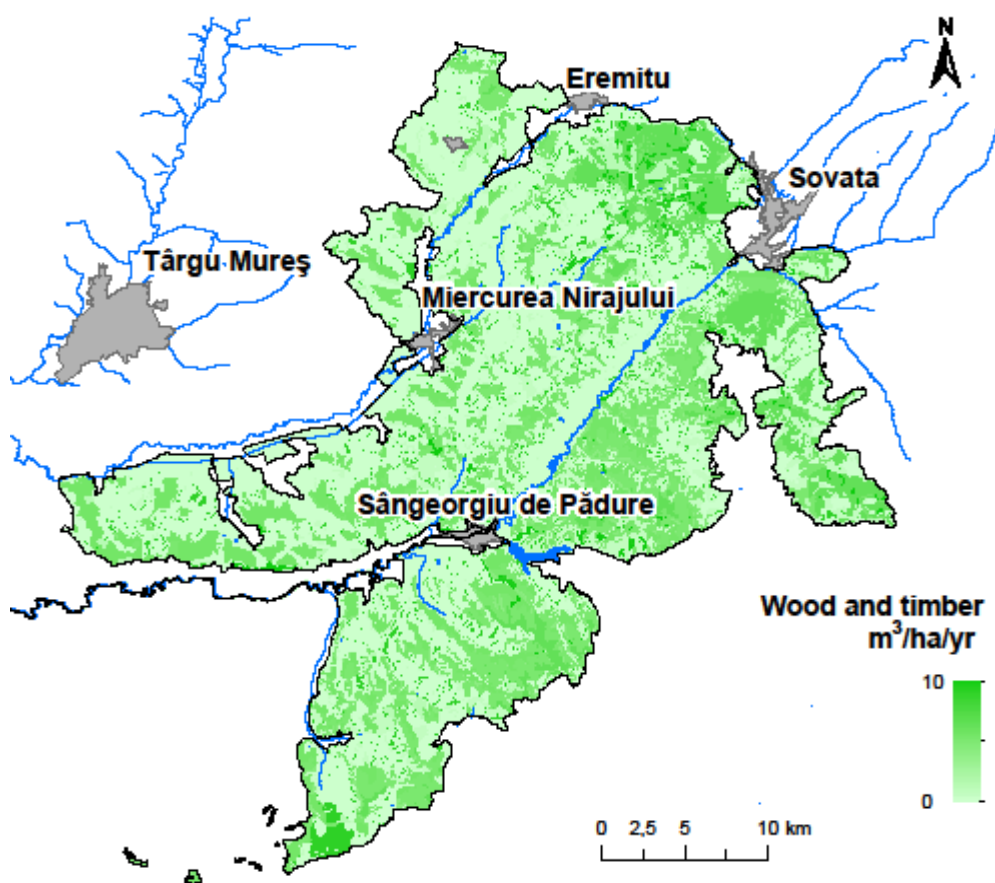 N
Eremitu
Sovata
Târgu Mureş
Miercurea Nirajului
Sângeorgiu de Pădure
Wood and timber
m³/ha/yr
10
0
0 2,5 5 10 km